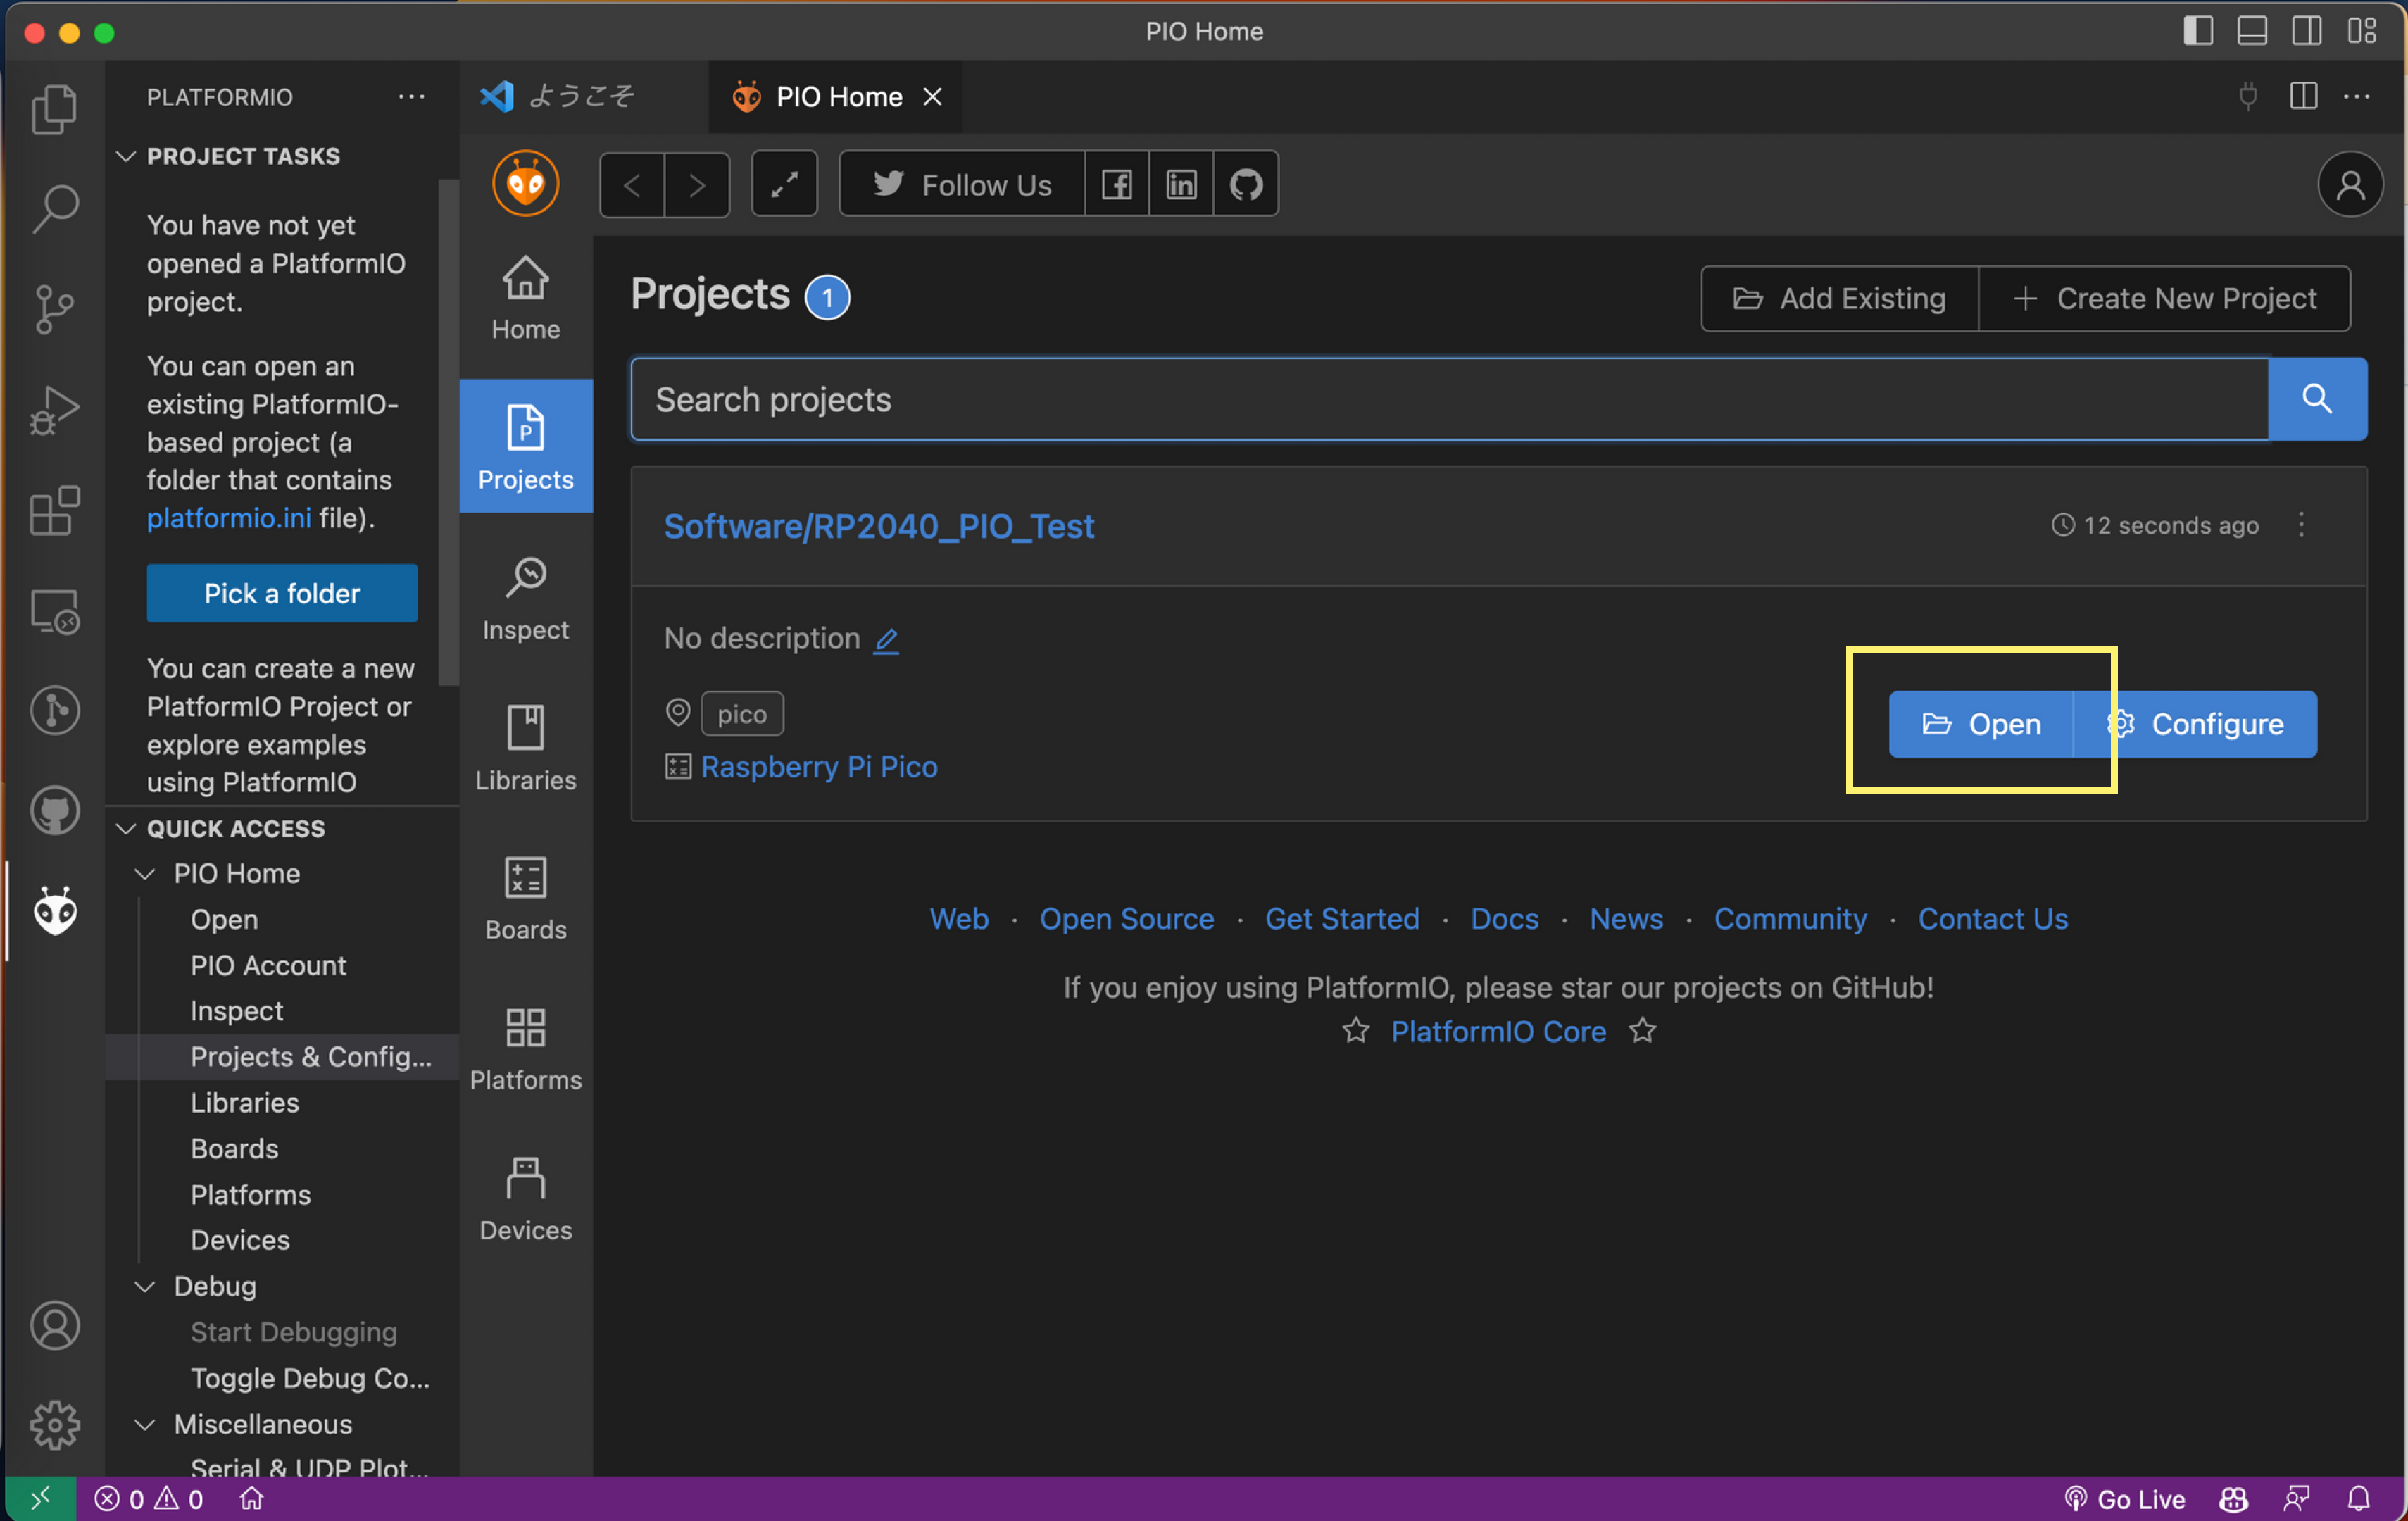 PIO Home
PLATFORMIO
ようこそ
PIO Home
PROJECT TASKS
You have not yet
opened a PlatformIO
project.
You can open an
existing PlatformIO-
based project (a
folder that contains
platformio.ini file).
Pick a folder
You can create a new
PlatformIO Project or
explore examples
using PlatformIO
QUICK ACCESS
PIO Home
Open
PIO Account
Inspect
Projects & Config...
Libraries
Boards
Platforms
Devices
Debug
Start Debugging
Toggle Debug Co...
Miscellaneous
Serial & UDP Plot...
Follow Us
Home
Projects
Inspect
Libraries
Boards
Platforms
Devices
Projects 1
Add Existing
Create New Project
Search projects
Software/RP2040_PIO_Test
12 seconds ago
No description
pico
Raspberry Pi Pico
Open
Configure
Web · Open Source · Get Started · Docs · News · Community · Contact Us
If you enjoy using PlatformIO, please star our projects on GitHub!
PlatformIO Core
0 0
Go Live